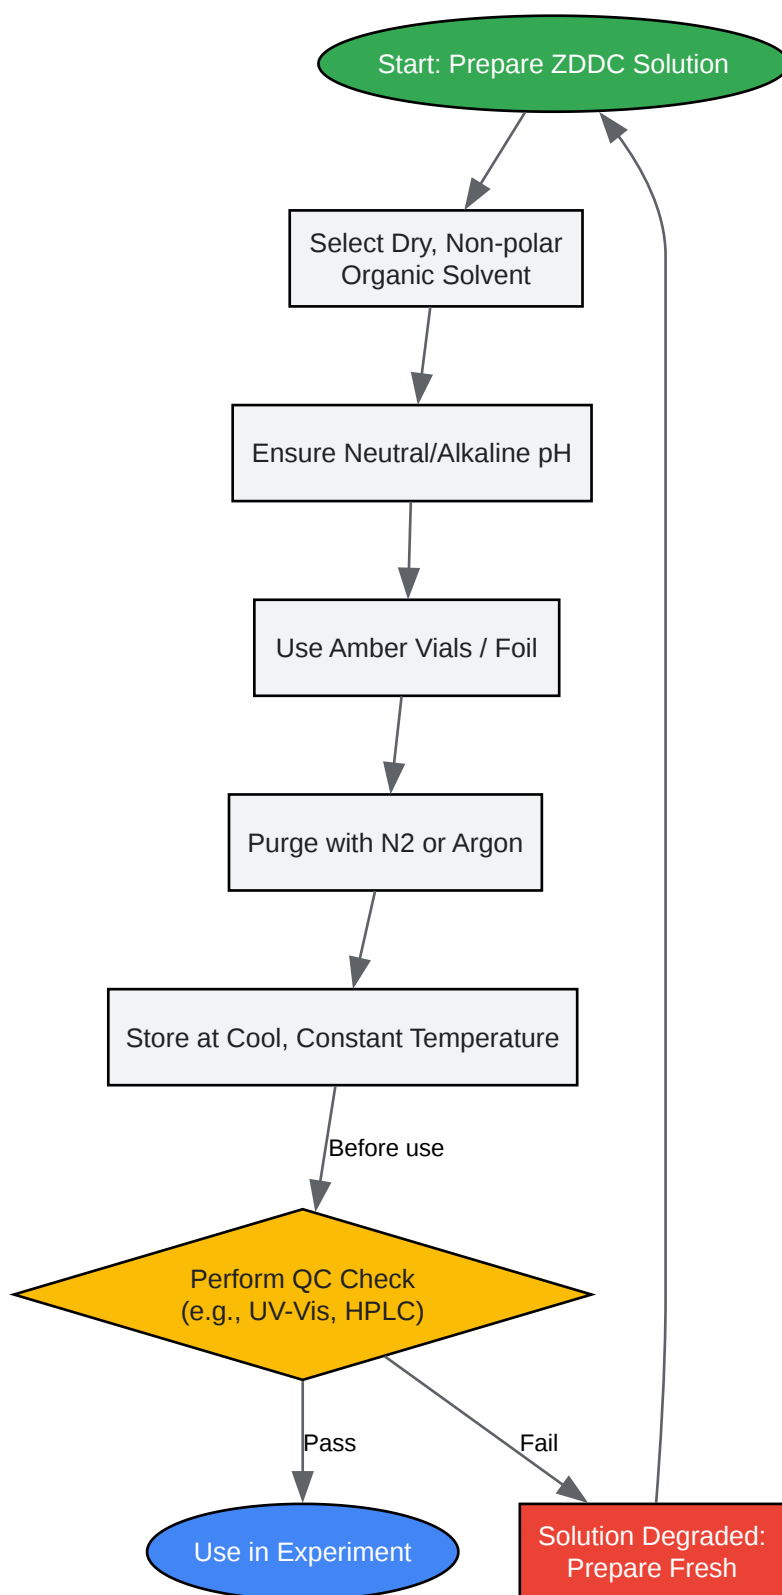 Start: Prepare ZDDC Solution
Select Dry, Non-polar
Organic Solvent
Ensure Neutral/Alkaline pH
Use Amber Vials / Foil
Purge with N2 or Argon
Store at Cool, Constant Temperature
Before use
Perform QC Check
(e.g., UV-Vis, HPLC)
Pass
Fail
Use in Experiment
Solution Degraded:
Prepare Fresh